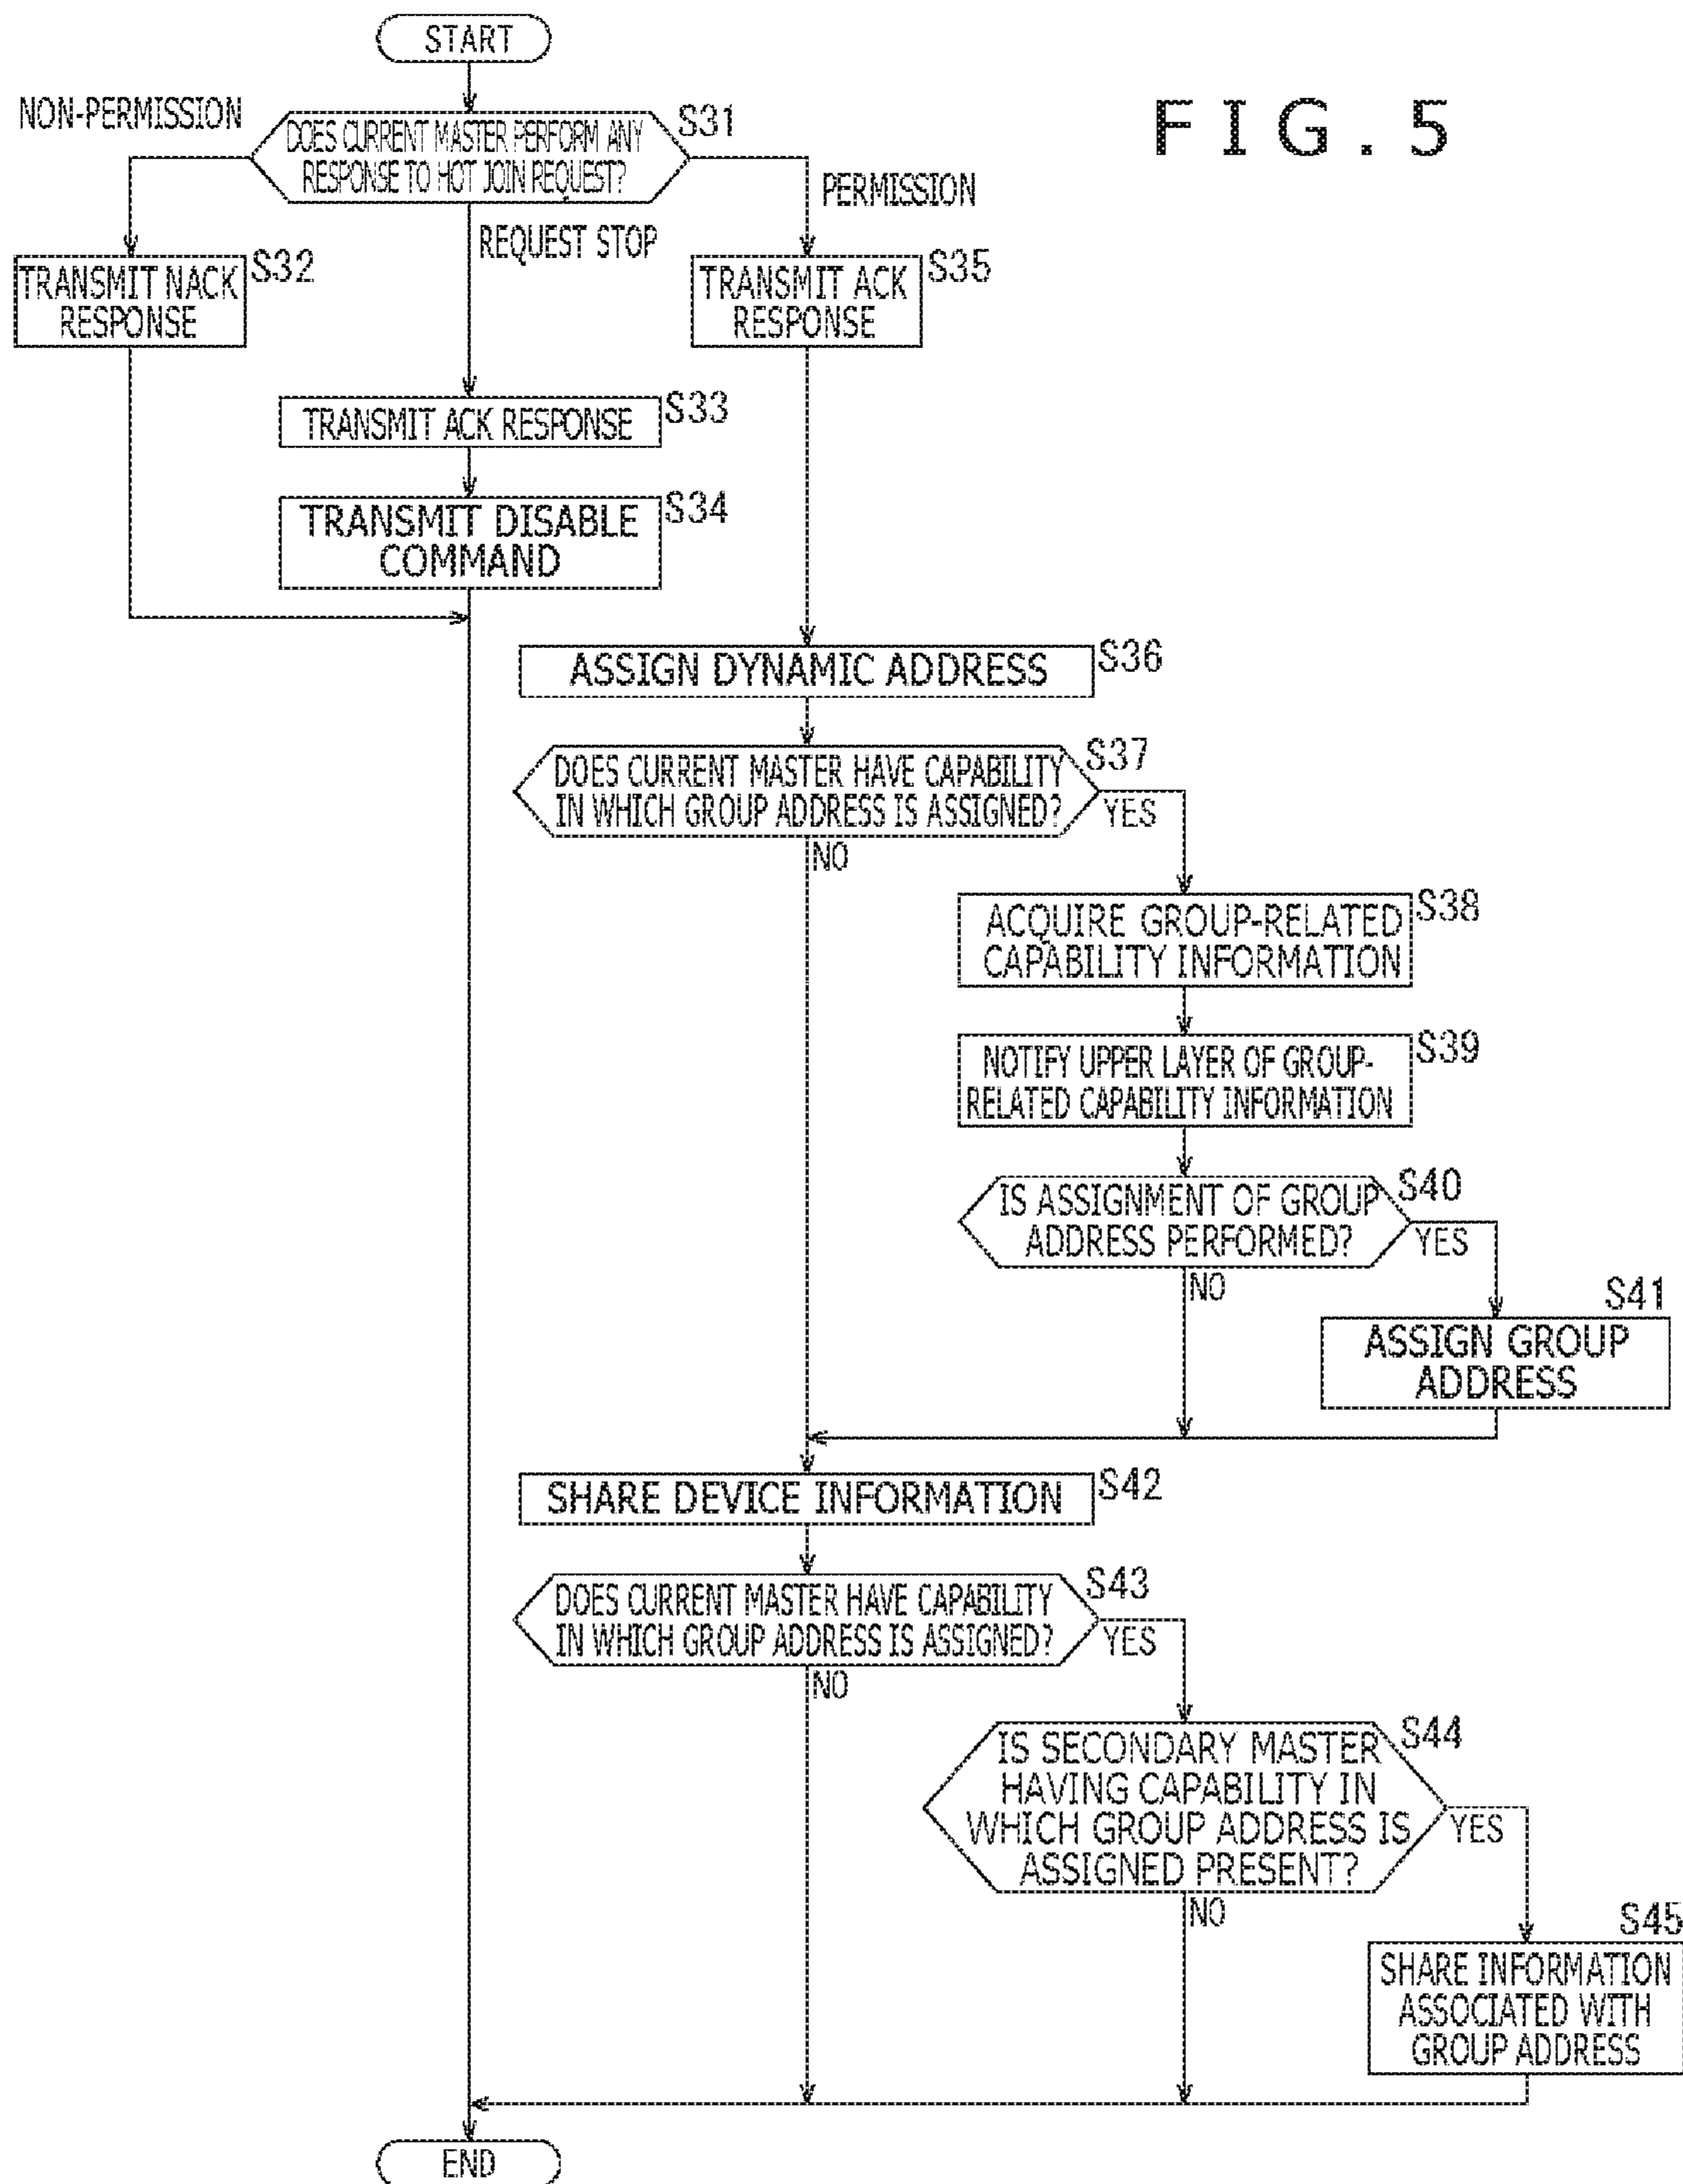 START
FIG. 5
NON-PERMISSION
S31
DOES CURRENT MASTER PERFORM ANY
RESPONSE TO HOT JOIN REQUEST?
PERMISSION
REQUEST STOP
S32
TRANSMIT NACK
RESPONSE
S35
TRANSMIT ACK
RESPONSE
S33
TRANSMIT ACK RESPONSE
S34
TRANSMIT DISABLE
COMMAND
S36
ASSIGN DYNAMIC ADDRESS
S37
DOES CURRENT MASTER HAVE CAPABILITY
IN WHICH GROUP ADDRESS IS ASSIGNED?
YES
NO
S38
ACQUIRE GROUP-RELATED
CAPABILITY INFORMATION
S39
NOTIFY UPPER LAYER OF GROUP-
RELATED CAPABILITY INFORMATION
S40
IS ASSIGNMENT OF GROUP
ADDRESS PERFORMED?
YES
NO
S41
ASSIGN GROUP
ADDRESS
S42
SHARE DEVICE INFORMATION
S43
DOES CURRENT MASTER HAVE CAPABILITY
IN WHICH GROUP ADDRESS IS ASSIGNED?
YES
NO
S44
IS SECONDARY MASTER
HAVING CAPABILITY IN
WHICH GROUP ADDRESS IS
ASSIGNED PRESENT?
YES
NO
S45
SHARE INFORMATION
ASSOCIATED WITH
GROUP ADDRESS
END